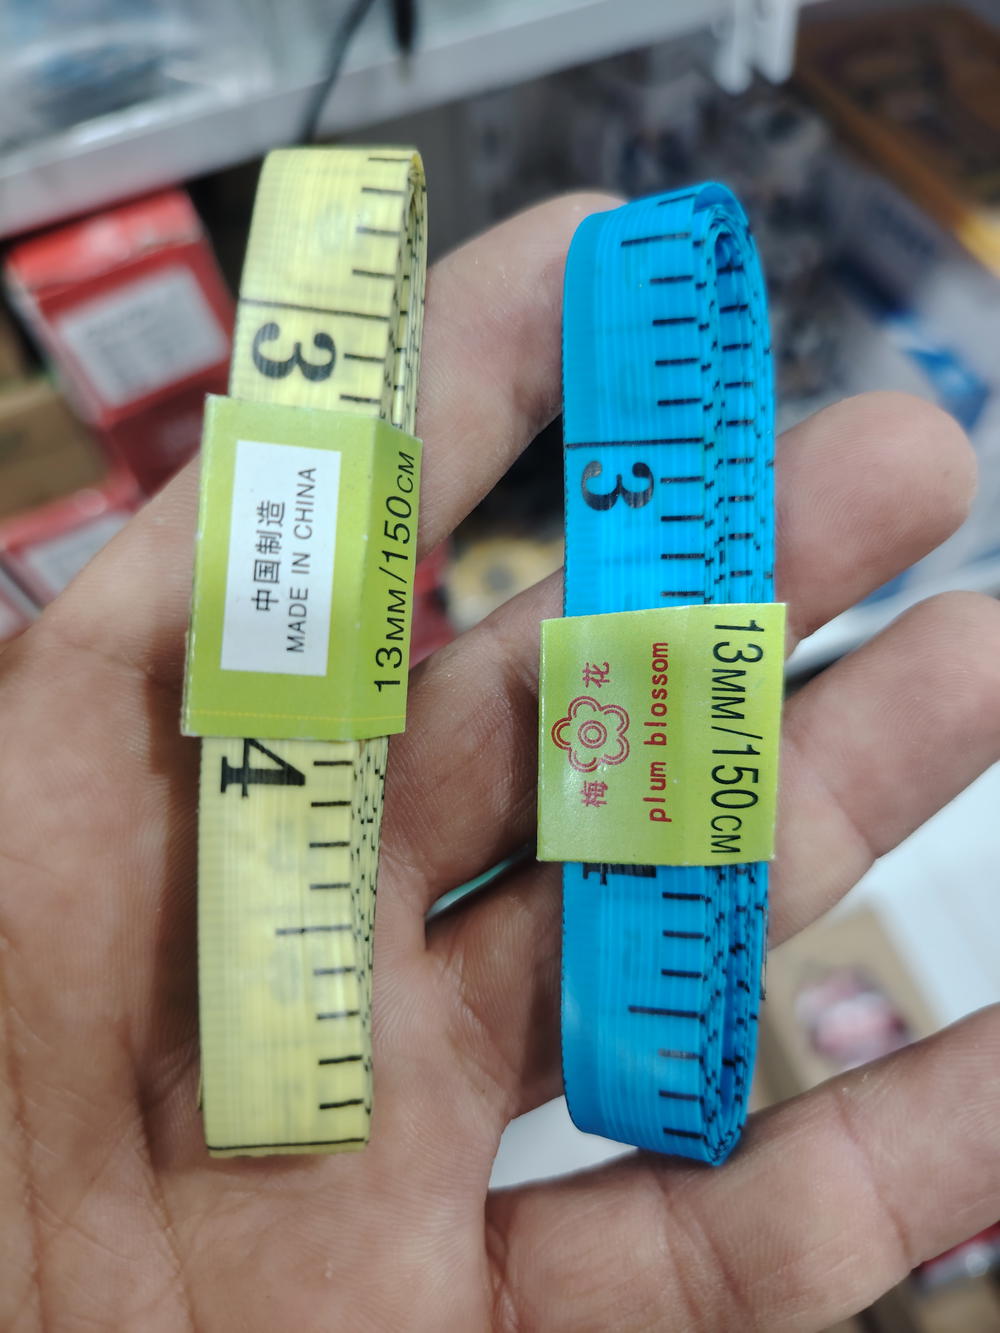 3
中国制造
MADE IN CHINA
13MM/150CM
4
3
梅花
plum blossom
13MM/150CM